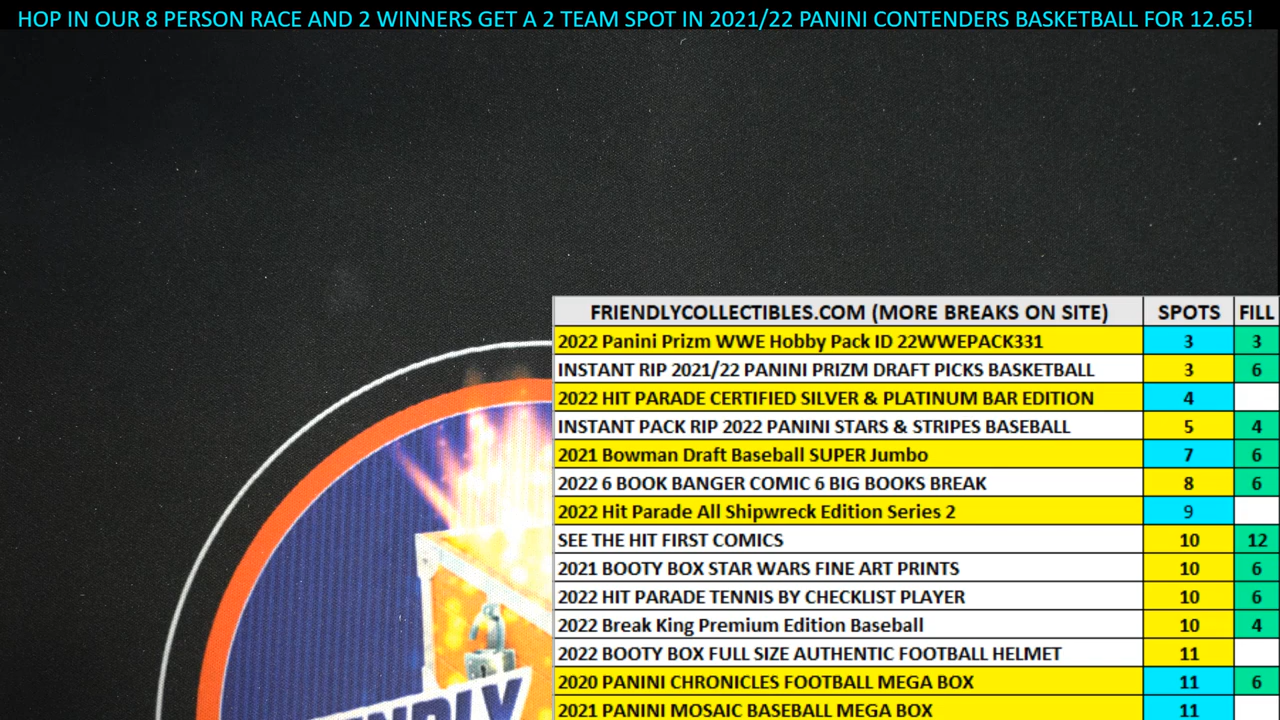 HOP IN OUR 8 PERSON RACE AND 2 WINNERS GET A 2 TEAM SPOT IN 2021/22 PANINI CONTENDERS BASKETBALL FOR 12.65!
FRIENDLYCOLLECTIBLES.COM (MORE BREAKS ON SITE) SPOTS FILL
2022 Panini Prizm WWE Hobby Pack ID 22WWEPACK331 3 3
INSTANT RIP 2021/22 PANINI PRIZM DRAFT PICKS BASKETBALL 3 6
2022 HIT PARADE CERTIFIED SILVER & PLATINUM BAR EDITION 4
INSTANT PACK RIP 2022 PANINI STARS & STRIPES BASEBALL 5 4
2021 Bowman Draft Baseball SUPER Jumbo 7 6
2022 6 BOOK BANGER COMIC 6 BIG BOOKS BREAK 8 6
2022 Hit Parade All Shipwreck Edition Series 2 9
SEE THE HIT FIRST COMICS 10 12
2021 BOOTY BOX STAR WARS FINE ART PRINTS 10 6
2022 HIT PARADE TENNIS BY CHECKLIST PLAYER 10 6
2022 Break King Premium Edition Baseball 10 4
2022 BOOTY BOX FULL SIZE AUTHENTIC FOOTBALL HELMET 11
2020 PANINI CHRONICLES FOOTBALL MEGA BOX 11 6
2021 PANINI MOSAIC BASEBALL MEGA BOX 11